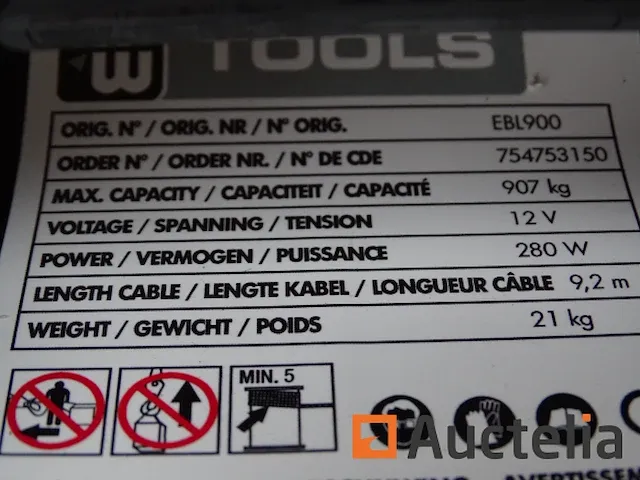 W TOOLS
ORIG. N° / ORIG. NR / N° ORIG. EBL900
ORDER N° / ORDER NR. / N° DE CDE 754753150
MAX. CAPACITY / CAPACITEIT / CAPACITÉ 907 kg
VOLTAGE / SPANNING / TENSION 12 V
POWER / VERMOGEN / PUISSANCE 280 W
LENGTH CABLE / LENGTE KABEL / LONGUEUR CÂBLE 9,2 m
WEIGHT / GEWICHT / POIDS 21 kg
MIN. 5
Auctelia
AVERTISSEN